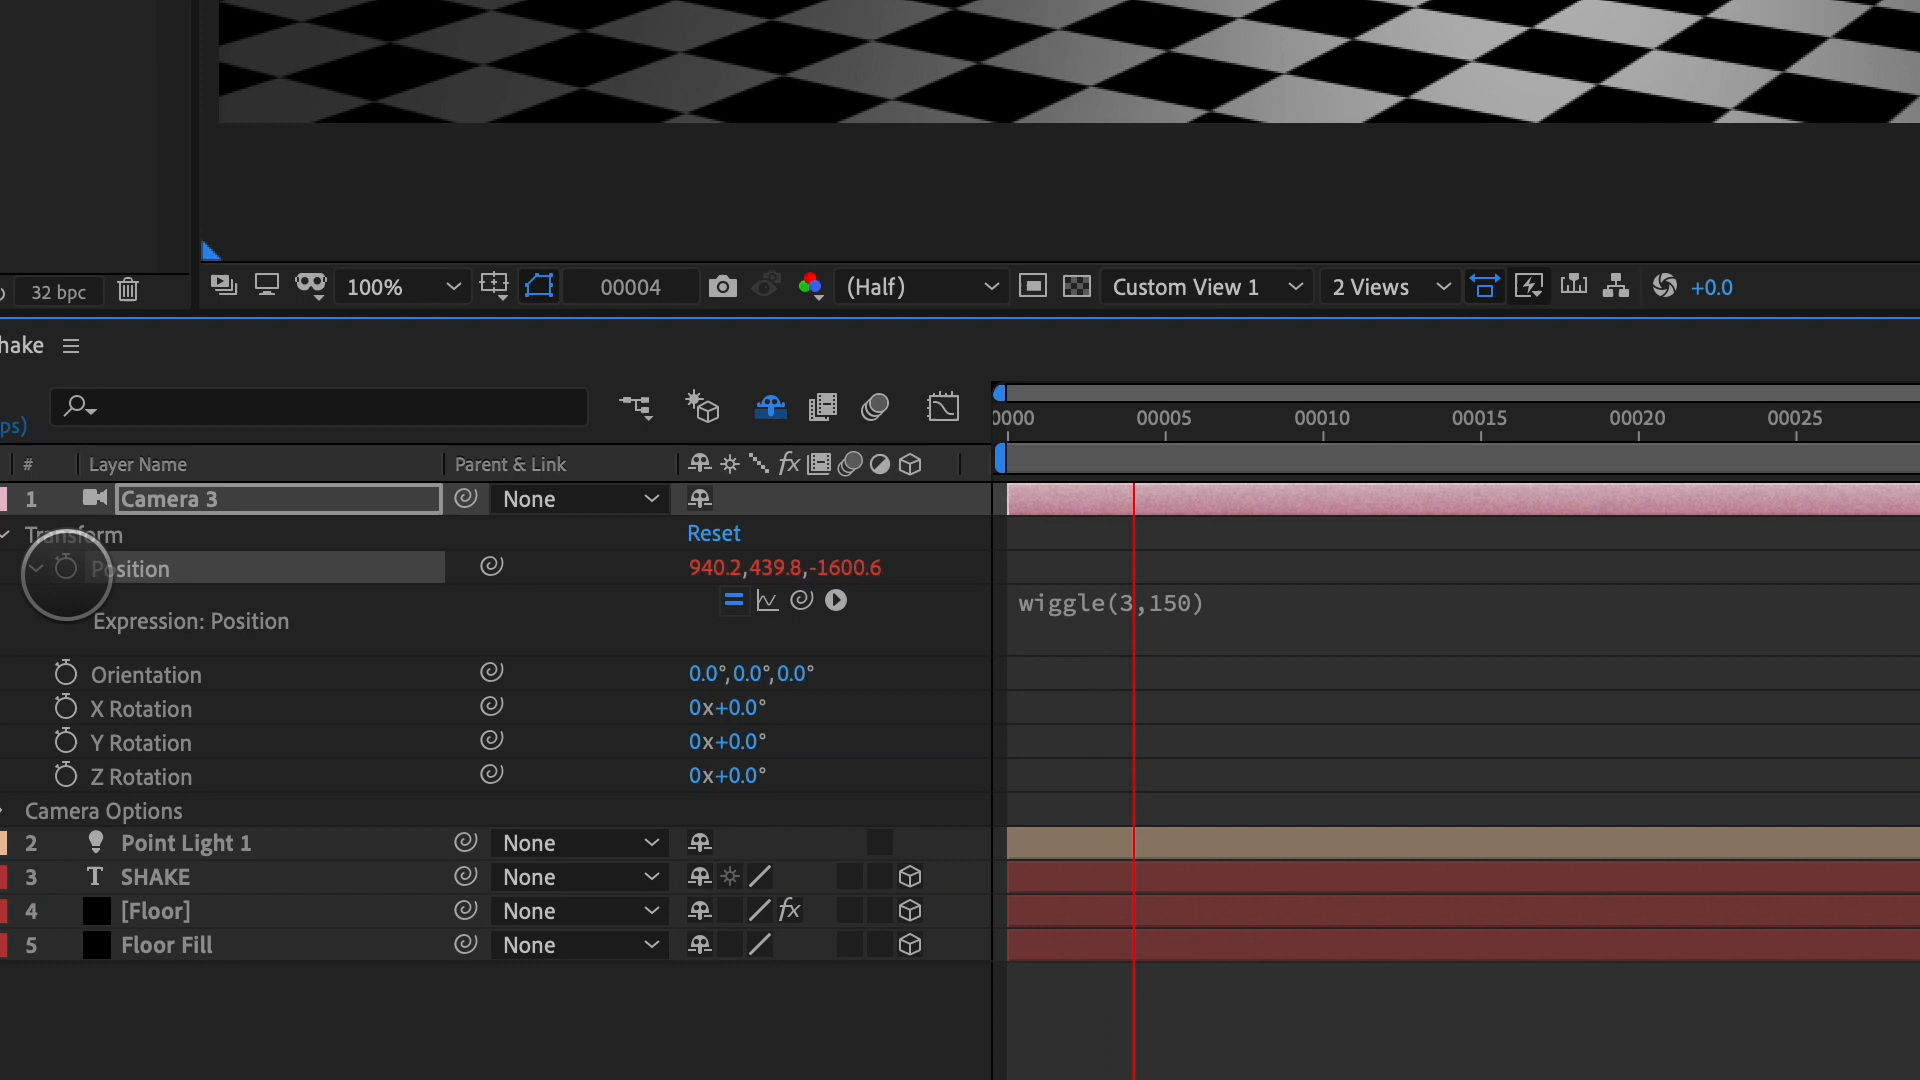 32 bpc
100%
00004
(Half)
Custom View 1
2 Views
+0.0
hake
ps)
0000 00005 00010 00015 00020 00025
# Layer Name Parent & Link fx
1 Camera 3 None
Transform Reset
Position 940.2,439.8,-1600.6
Expression: Position wiggle(3,150)
Orientation 0.0°,0.0°,0.0°
X Rotation 0x+0.0°
Y Rotation 0x+0.0°
Z Rotation 0x+0.0°
Camera Options
2 Point Light 1 None
3 T SHAKE None
4 [Floor] None fx
5 Floor Fill None